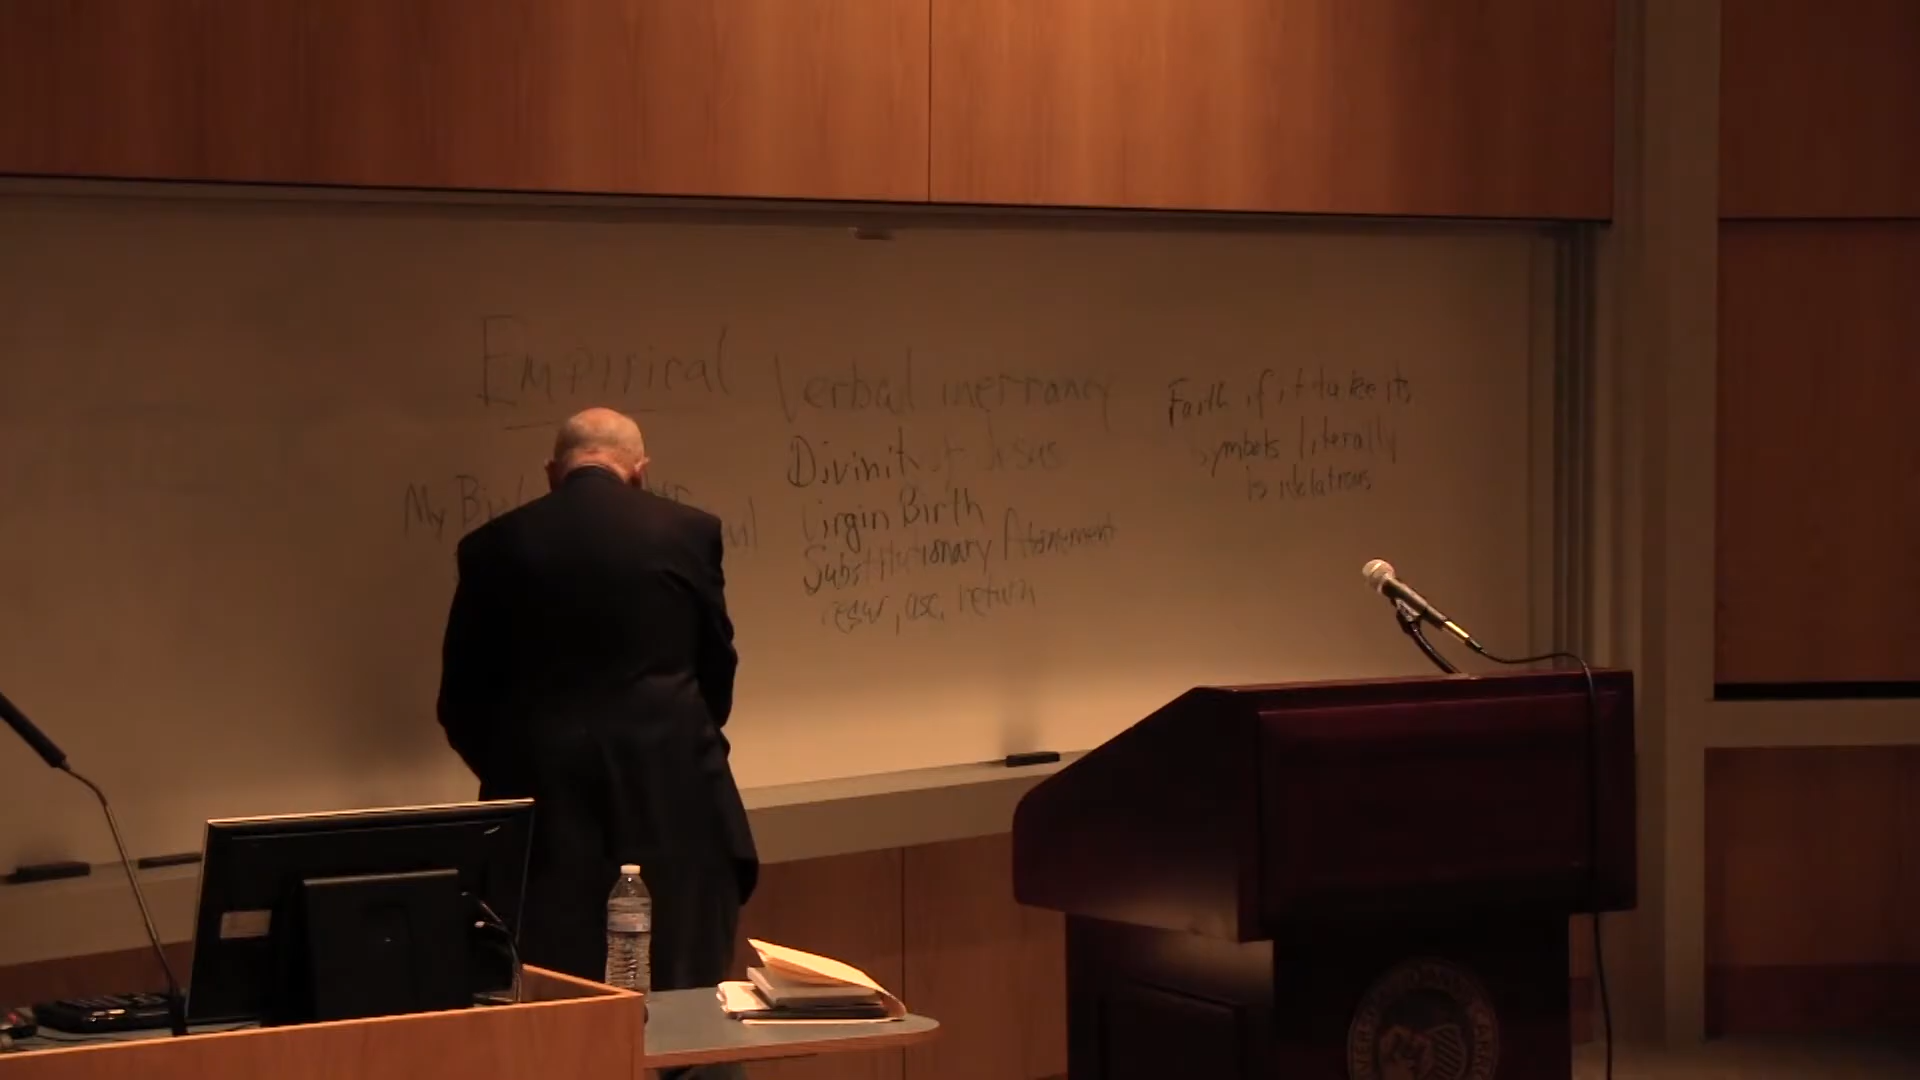 Empirical
My
Verbal inerrancy
Divinity of Jesus
Virgin Birth
Substitutionary Atonement
resur, asc, return
Faith if it take its
symbols literally
is idolatrous